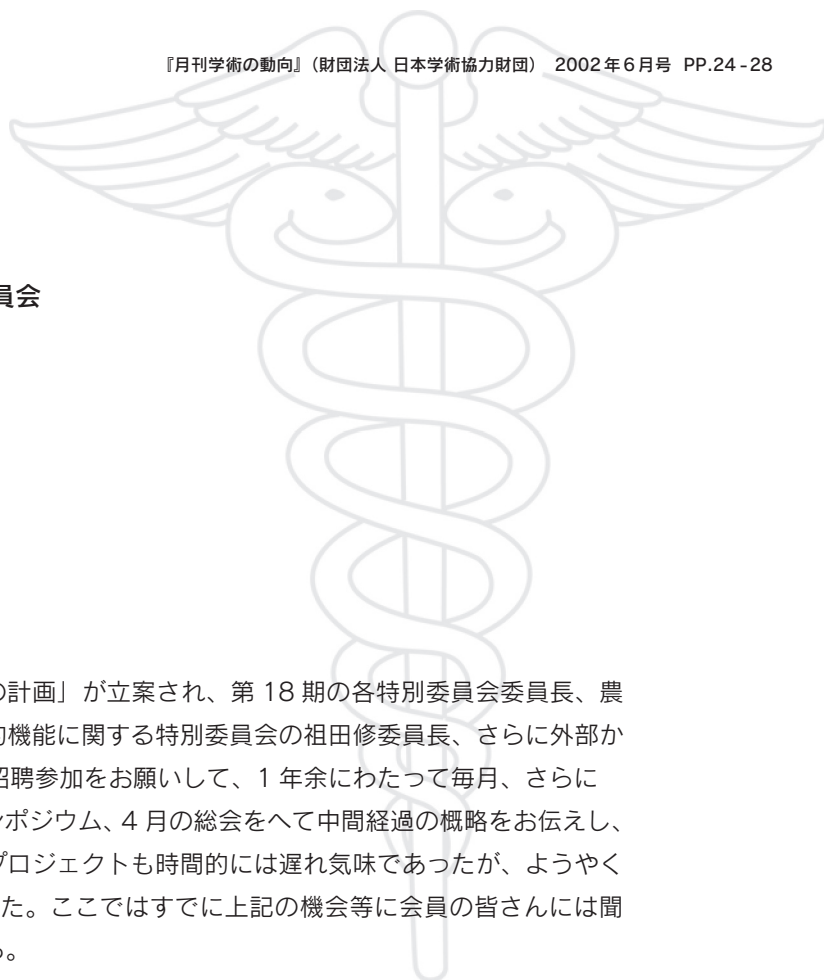 『月刊学術の動向』（財団法人 日本学術協力財団） 2002年6月号 PP.24-28
員会
の計画」が立案され、第 18 期の各特別委員会委員長、農
的機能に関する特別委員会の祖田修委員長、さらに外部か
招聘参加をお願いして、1 年余にわたって毎月、さらに
ンポジウム、4 月の総会をへて中間経過の概略をお伝えし、
プロジェクトも時間的には遅れ気味であったが、ようやく
た。ここではすでに上記の機会等に会員の皆さんには聞
る。